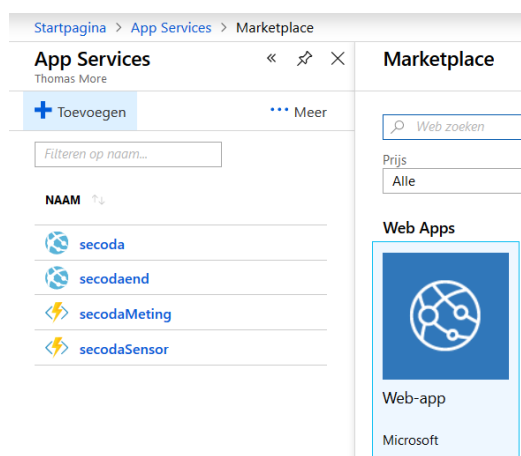 Startpagina > App Services > Marketplace
App Services
Thomas More
Toevoegen
Meer
Filteren op naam...
NAAM
secoda
secodaend
secodaMeting
secodaSensor
Marketplace
Web zoeken
Prijs
Alle
Web Apps
Web-app
Microsoft